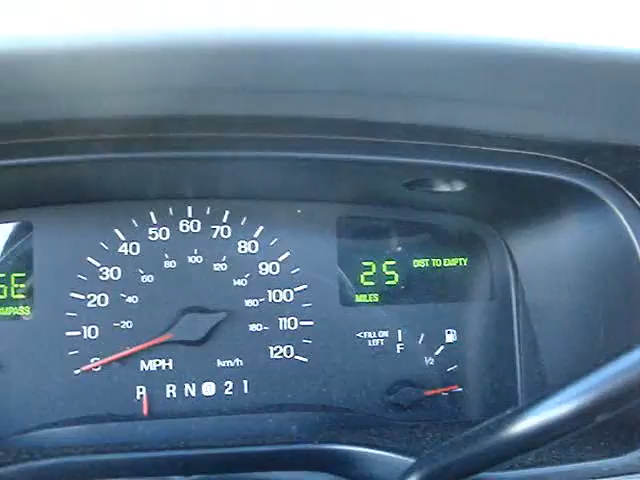 60
50 70
40 80
30 90
20 100
10 110
0 120
100
80 120
60 140
40 160
20 180
MPH km/h
P R N D 2 1
25 DIST TO EMPTY
MILES
<FILL ON
LEFT
F
1/2